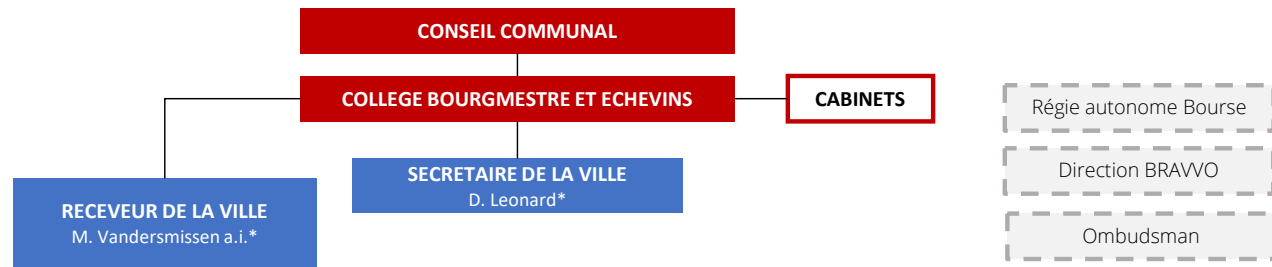 CONSEIL COMMUNAL
COLLEGE BOURGMESTRE ET ECHEVINS
CABINETS
Régie autonome Bourse
Direction BRAVVO
SECRETAIRE DE LA VILLE
D. Leonard*
RECEVEUR DE LA VILLE
M. Vandersmissen a.i.*
Ombudsman